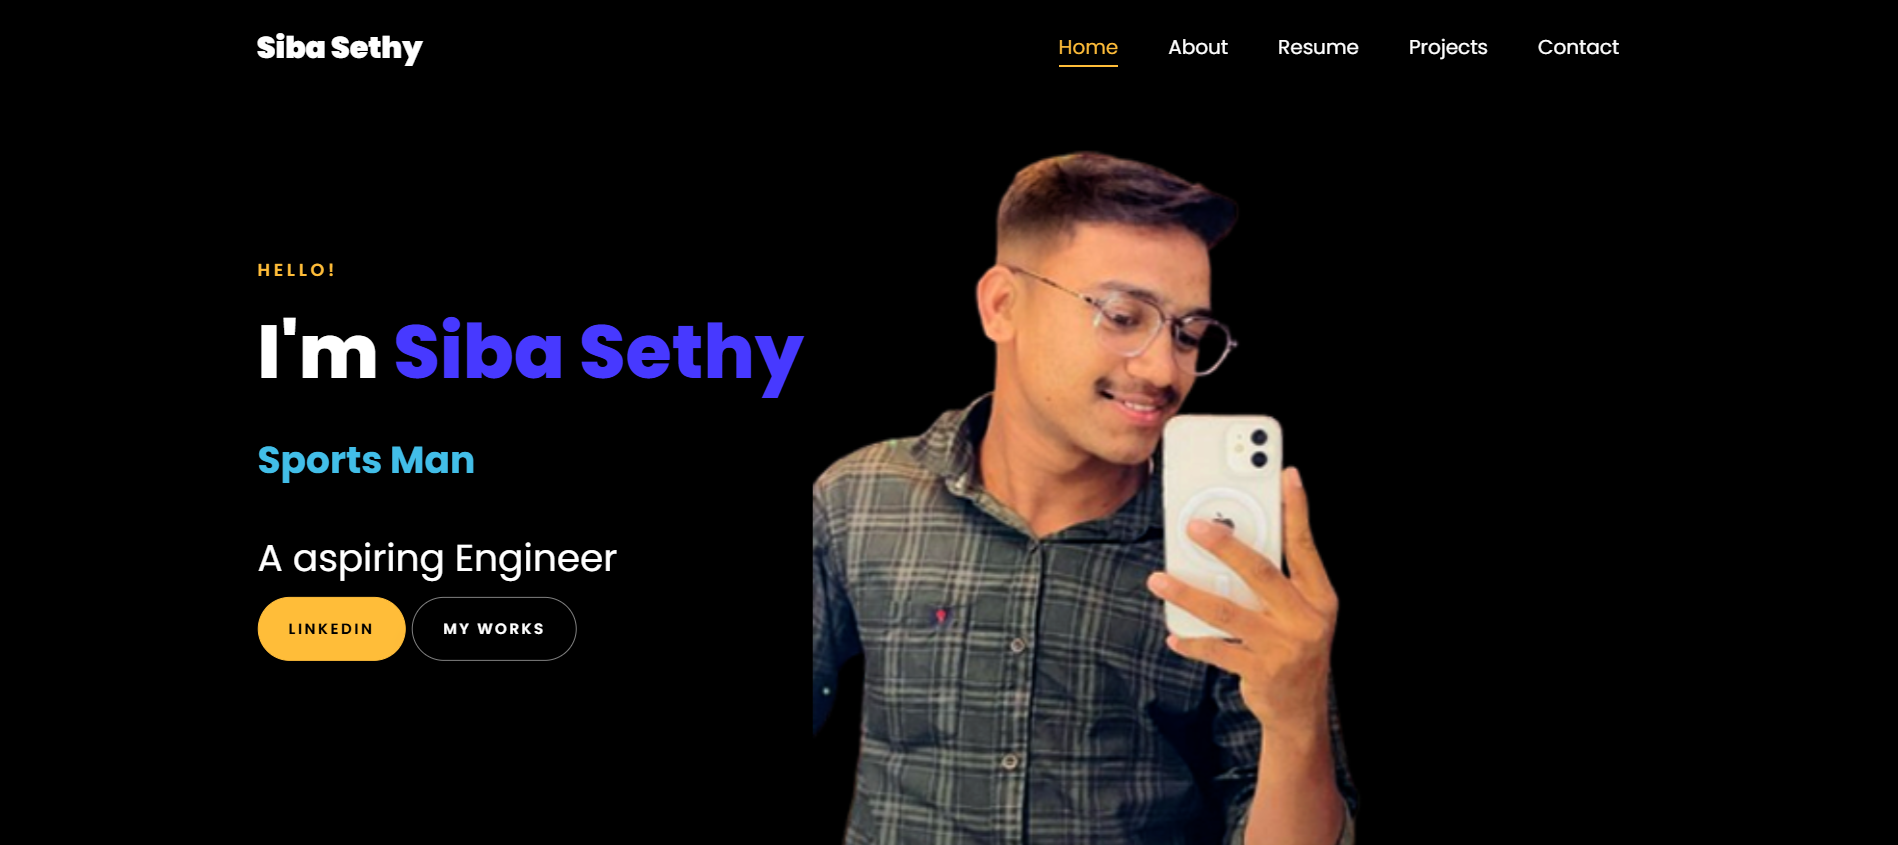 Siba Sethy
Home About Resume Projects Contact
HELLO!
I'm Siba Sethy
Sports Man
A aspiring Engineer
LINKEDIN MY WORKS